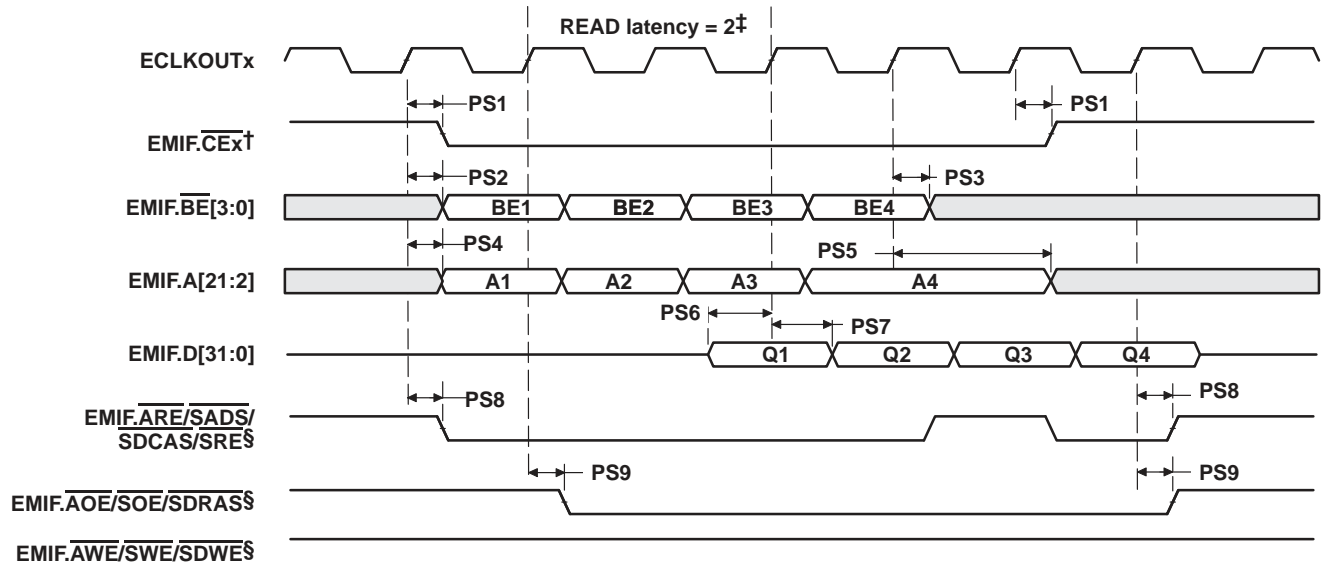 READ latency = 2‡
ECLKOUTx
PS1 PS1
EMIF.CEx†
PS2 PS3
EMIF.BE[3:0] BE1 BE2 BE3 BE4
PS4 PS5
EMIF.A[21:2] A1 A2 A3 A4
PS6 PS7
EMIF.D[31:0] Q1 Q2 Q3 Q4
PS8 PS8
EMIF.ARE/SADS/
SDCAS/SRE§
PS9 PS9
EMIF.AOE/SOE/SDRAS§
EMIF.AWE/SWE/SDWE§